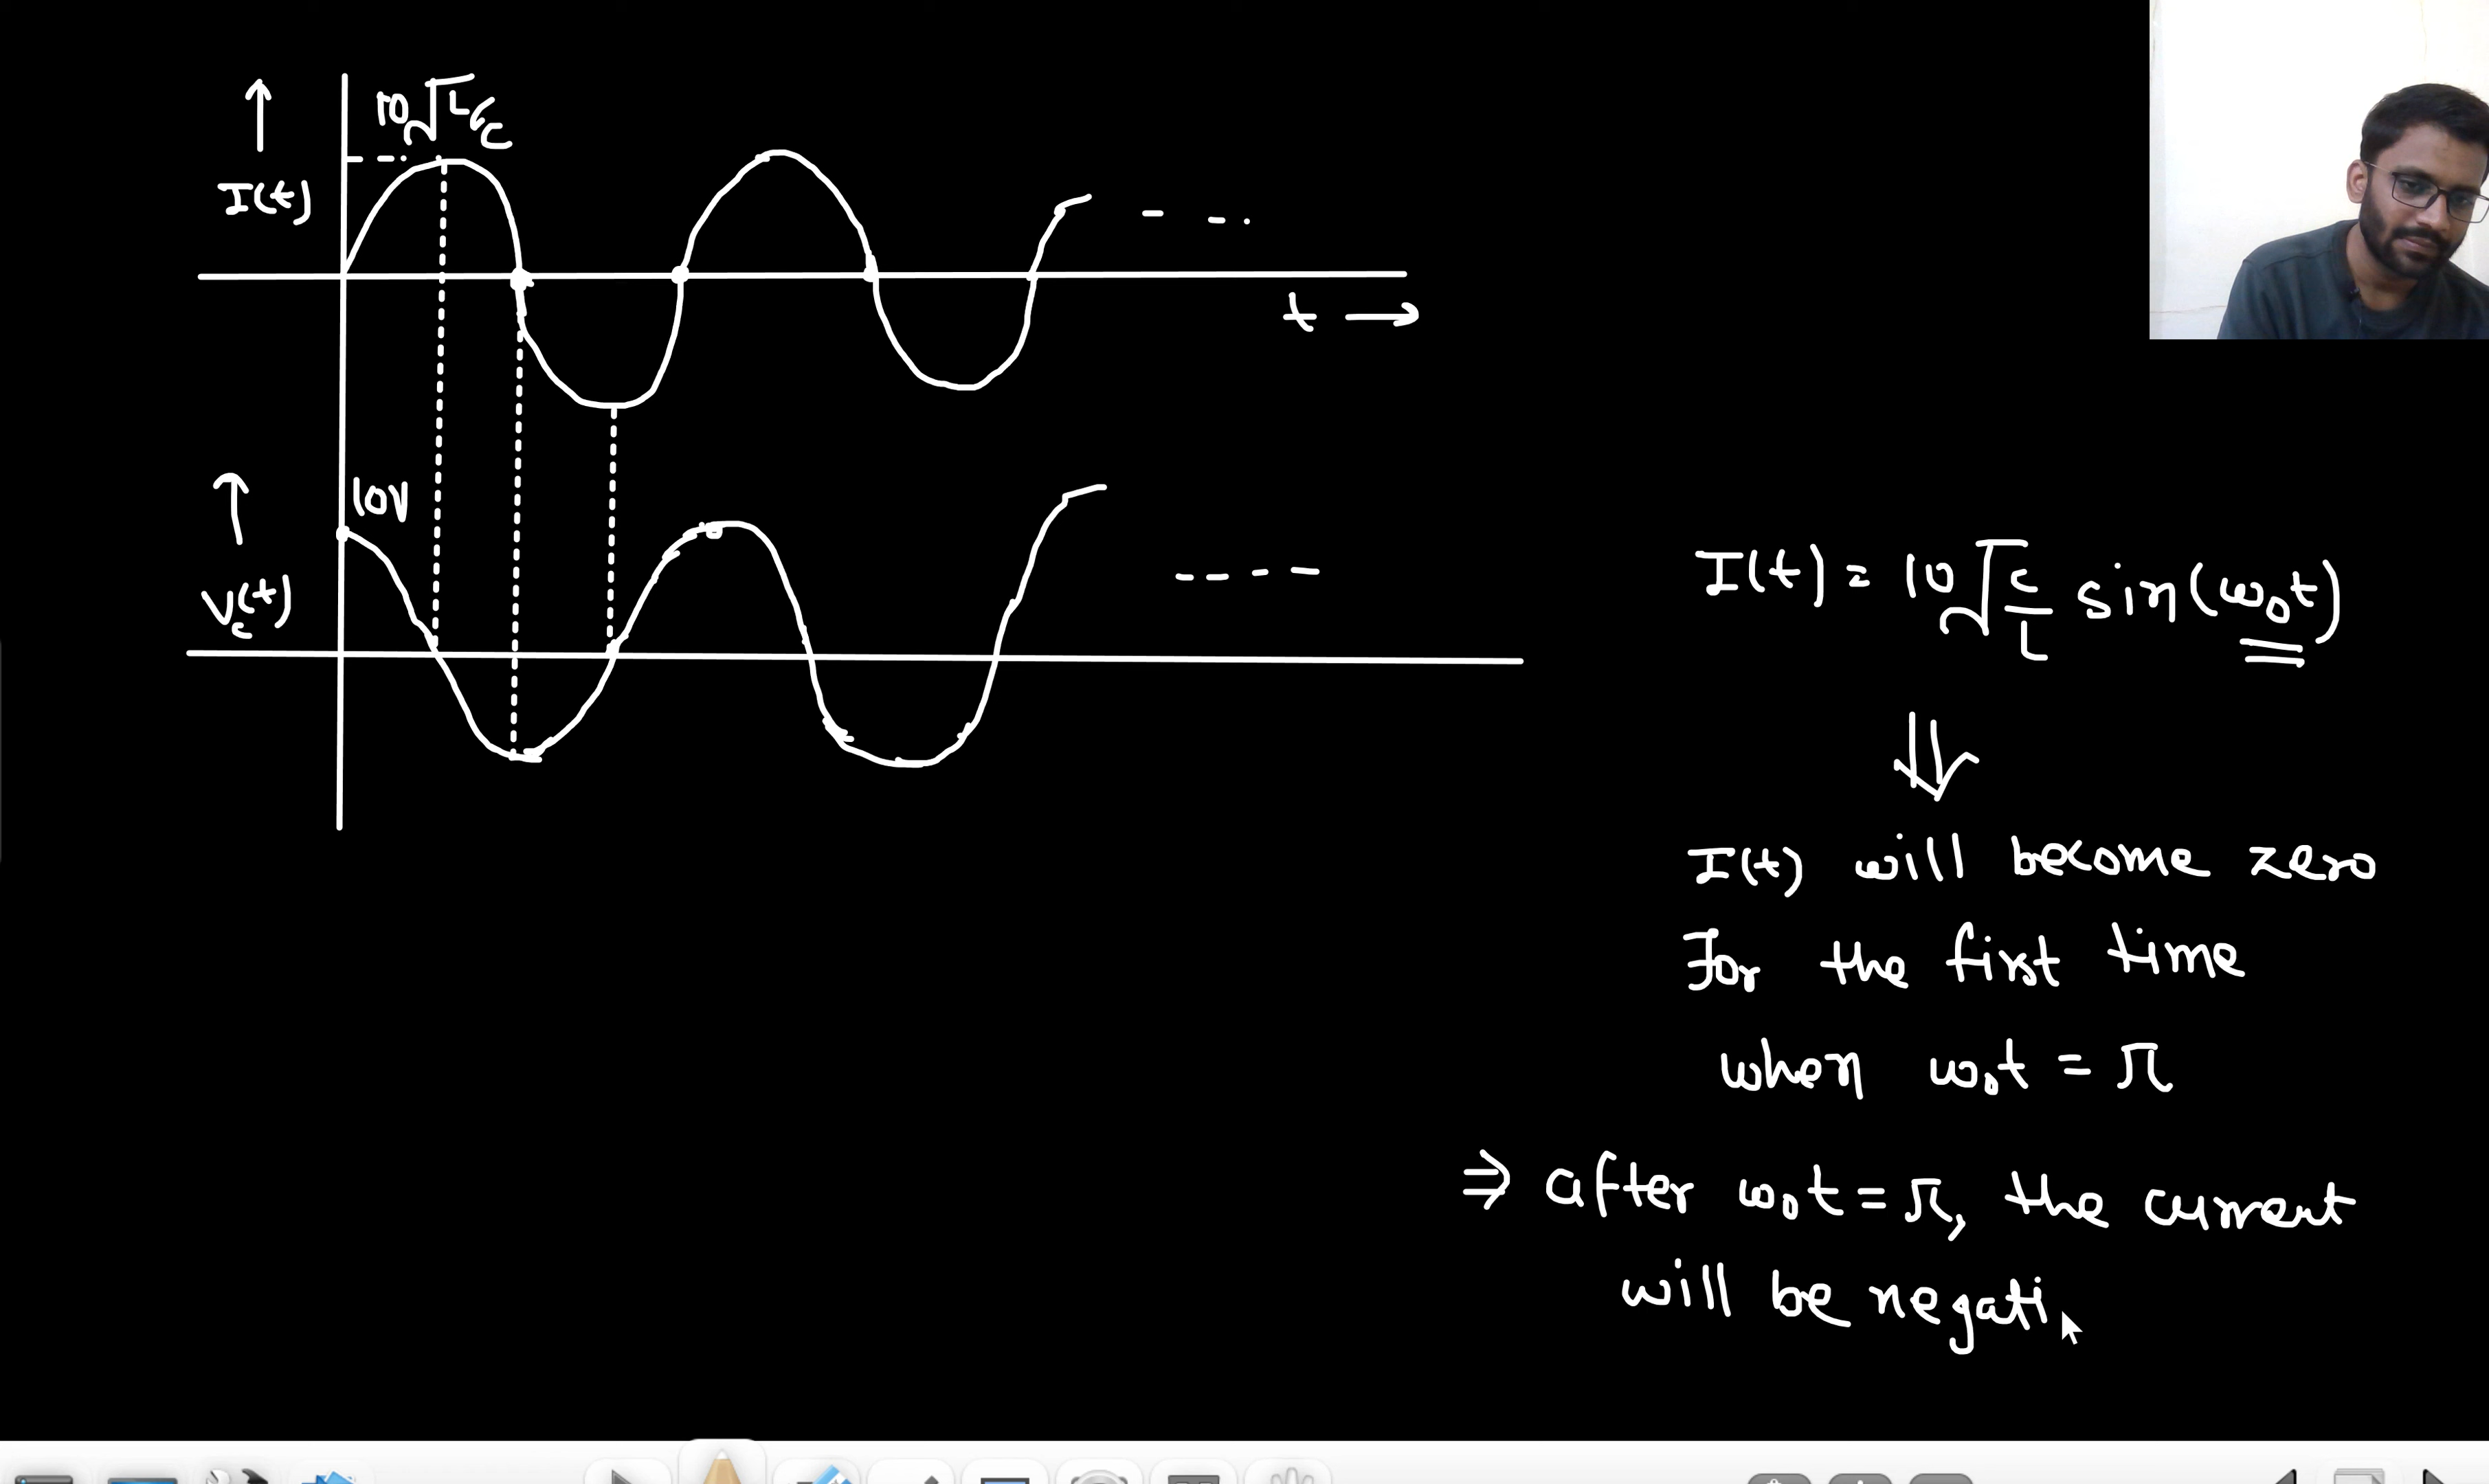 10√L/C
I(t)
t
10V
Vc(t)
I(t) = 10√C/L sin(ω₀t)
I(t) will become zero
For the first time
when ω₀t = π
⇒ after ω₀t = π, the current
will be negati